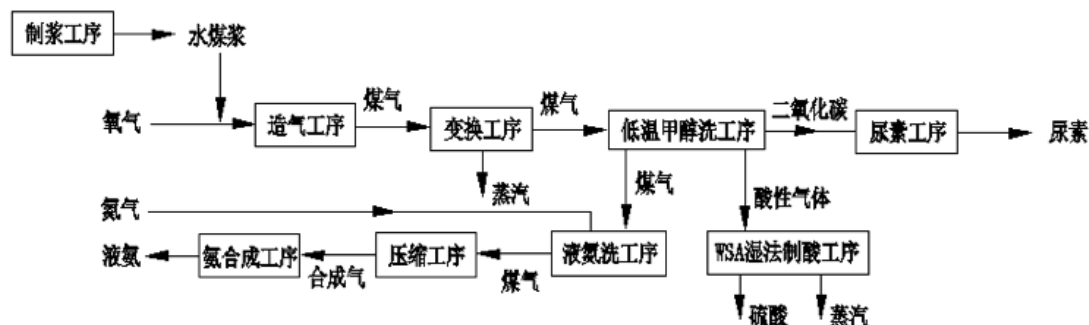 制浆工序
水煤浆
氧气
造气工序
煤气
变换工序
煤气
低温甲醇洗工序
二氧化碳
尿素工序
尿素
蒸汽
煤气
酸性气体
氮气
液氨
氨合成工序
合成气
压缩工序
煤气
液氮洗工序
WSA湿法制酸工序
硫酸
蒸汽